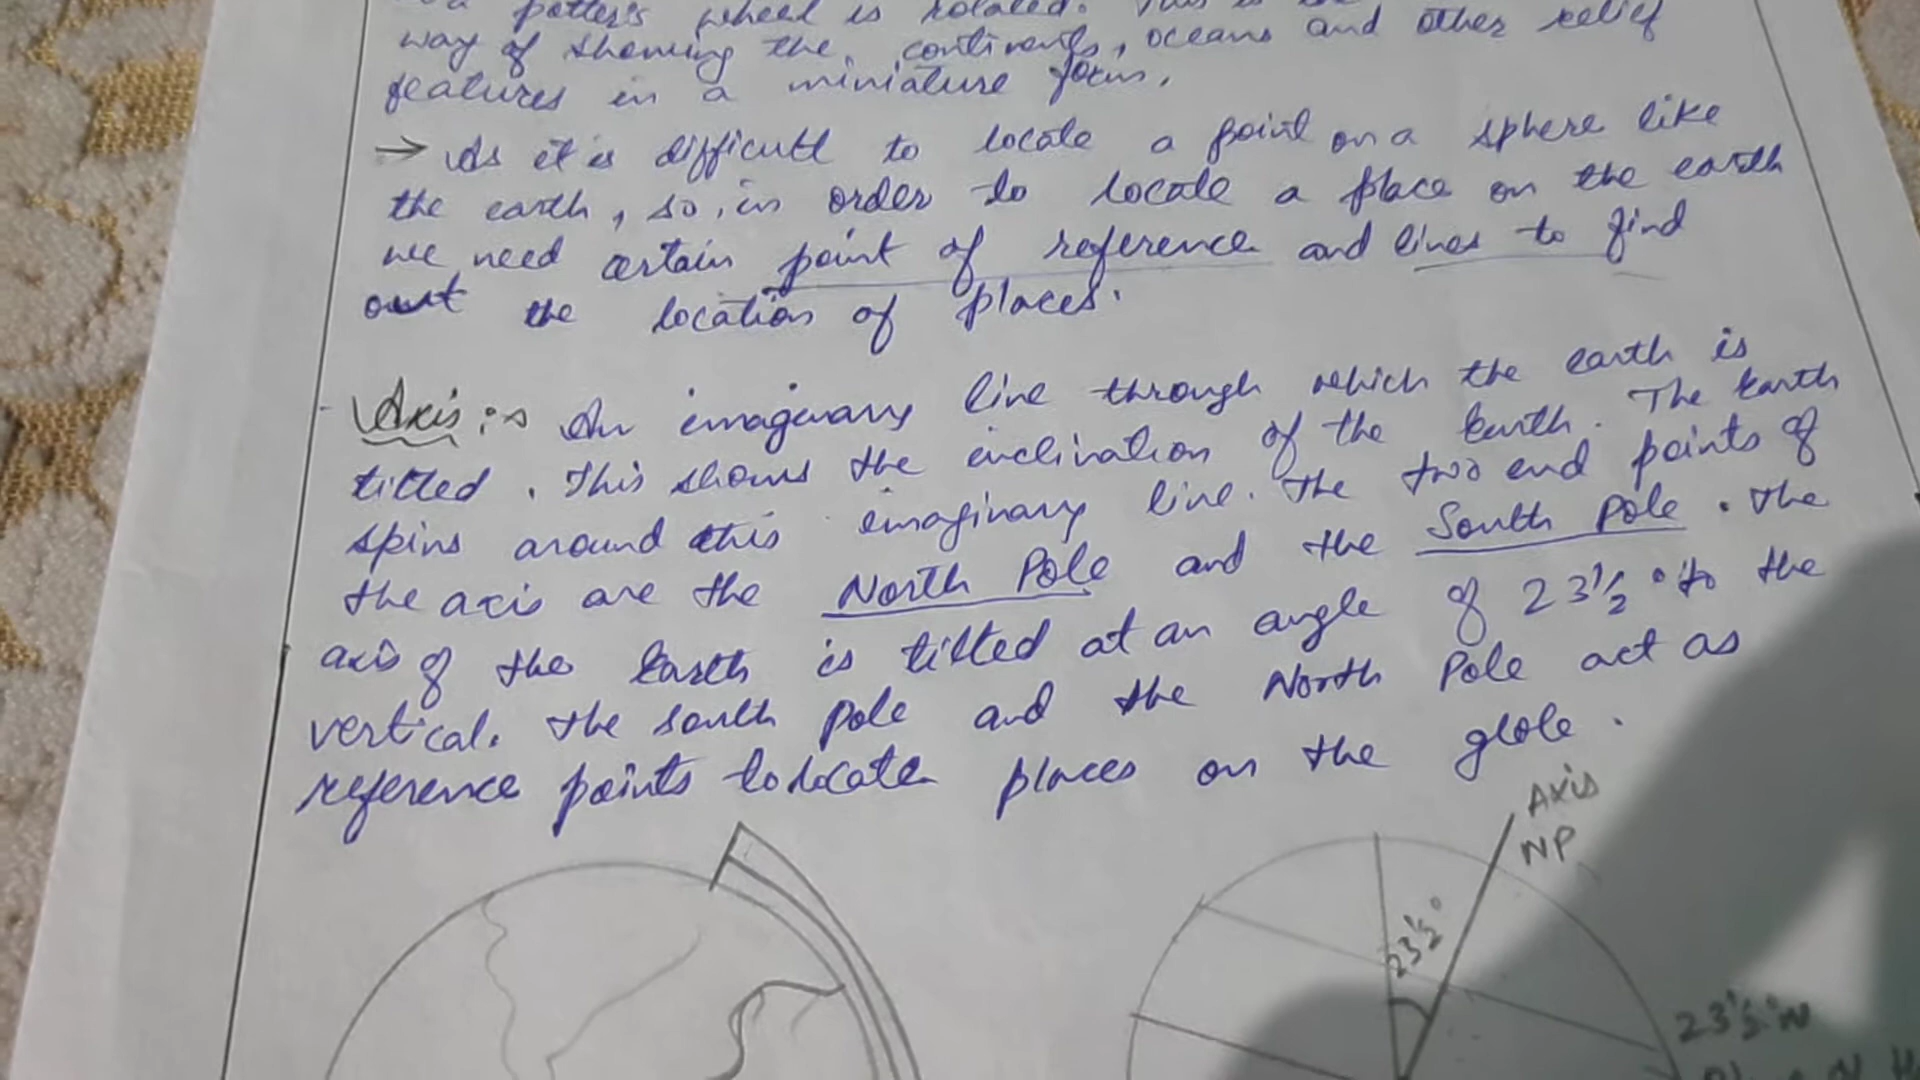 a potter's wheel is rotated. This is
way of showing the continents, oceans and other relief
features in a miniature form.
→ As it is difficult to locate a point on a sphere like
the earth, so, in order to locate a place on the earth
we need certain point of reference and lines to find
out the location of places.
Axis :→ An imaginary line through which the earth is
tilted. This shows the inclination of the Earth. The Earth
spins around this imaginary line. The two end points of
the axis are the North Pole and the South Pole. The
axis of the Earth is tilted at an angle of 23½° to the
vertical. The South Pole and the North Pole act as
reference points to locate places on the globe.
Axis
NP
23½°
23½°N